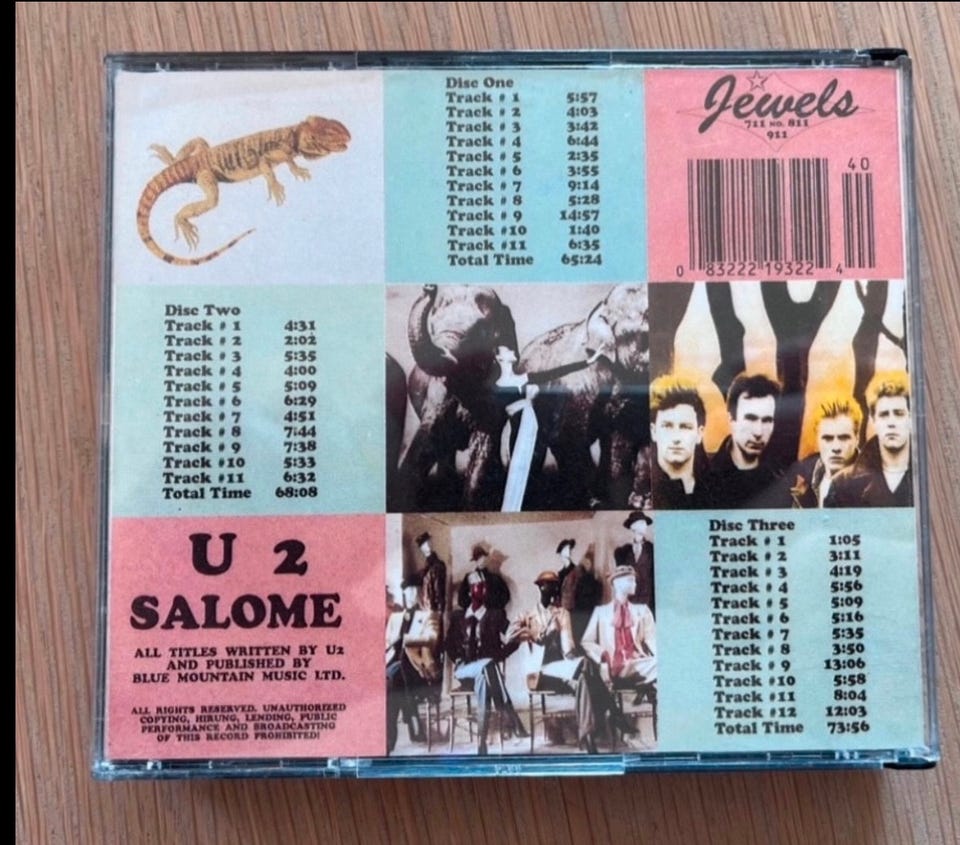 Disc One
Track # 1 5:57
Track # 2 4:03
Track # 3 3:42
Track # 4 6:44
Track # 5 2:35
Track # 6 3:55
Track # 7 9:14
Track # 8 5:28
Track # 9 14:57
Track #10 1:40
Track #11 6:35
Total Time 65:24
Jewels
711 NO. 811
911
40
0 83222 19322 4
Disc Two
Track # 1 4:31
Track # 2 2:02
Track # 3 5:35
Track # 4 4:00
Track # 5 5:09
Track # 6 6:29
Track # 7 4:51
Track # 8 7:44
Track # 9 7:38
Track #10 5:33
Track #11 6:32
Total Time 68:08
U 2
SALOME
ALL TITLES WRITTEN BY U2
AND PUBLISHED BY
BLUE MOUNTAIN MUSIC LTD.
ALL RIGHTS RESERVED. UNAUTHORIZED
COPYING, HIRUNG, LENDING, PUBLIC
PERFORMANCE AND BROADCASTING
OF THIS RECORD PROHIBITED!
Disc Three
Track # 1 1:05
Track # 2 3:11
Track # 3 4:19
Track # 4 5:56
Track # 5 5:09
Track # 6 5:16
Track # 7 5:35
Track # 8 3:50
Track # 9 13:06
Track #10 5:58
Track #11 8:04
Track #12 12:03
Total Time 73:56